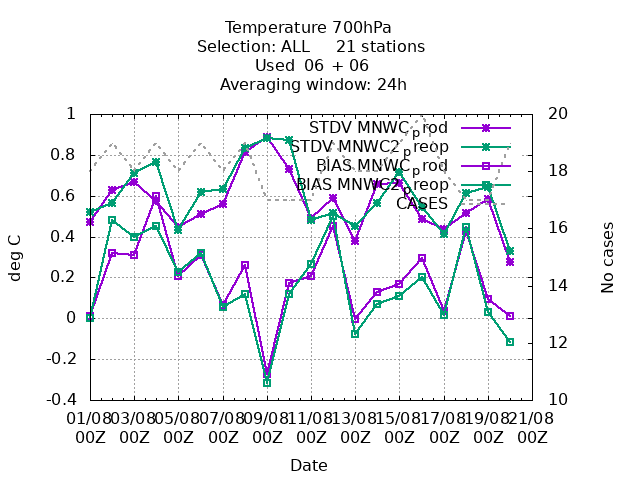 Temperature 700hPa
Selection: ALL 21 stations
Used 06 + 06
Averaging window: 24h
STDV MNWC_prod
STDV MNWC2_preop
BIAS MNWC_prod
BIAS MNWC2_preop
CASES
1
0.8
0.6
0.4
0.2
0
-0.2
-0.4
20
18
16
14
12
10
deg C
No cases
01/08 03/08 05/08 07/08 09/08 11/08 13/08 15/08 17/08 19/08 21/08
00Z 00Z 00Z 00Z 00Z 00Z 00Z 00Z 00Z 00Z 00Z
Date